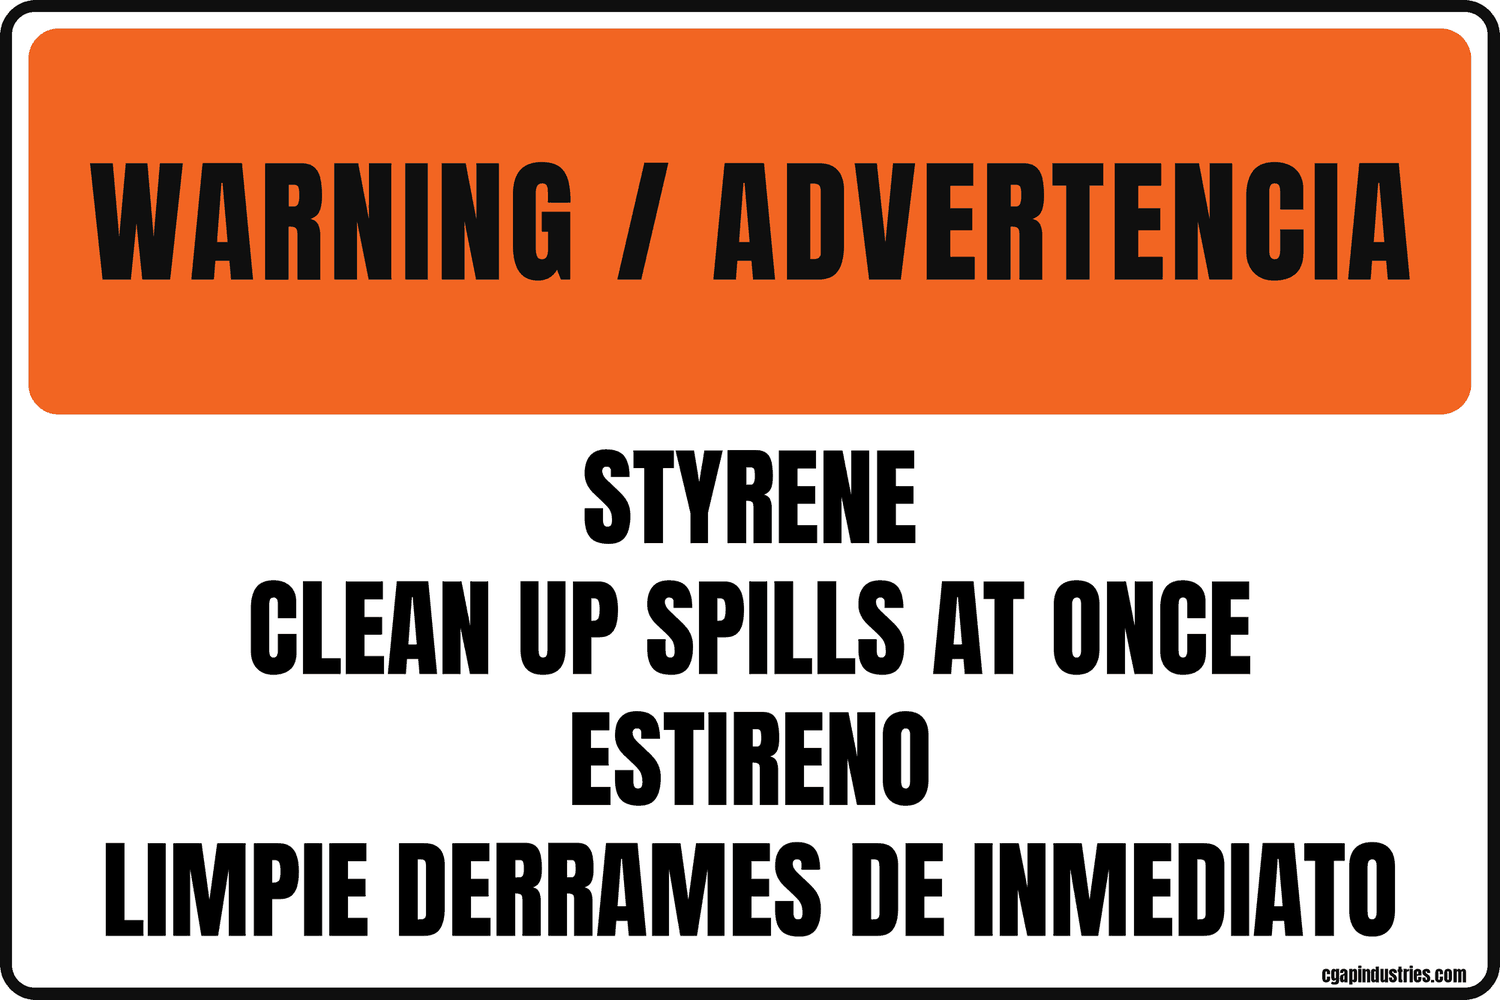 WARNING / ADVERTENCIA
STYRENE
CLEAN UP SPILLS AT ONCE
ESTIRENO
LIMPIE DERRAMES DE INMEDIATO
cgapindustries.com